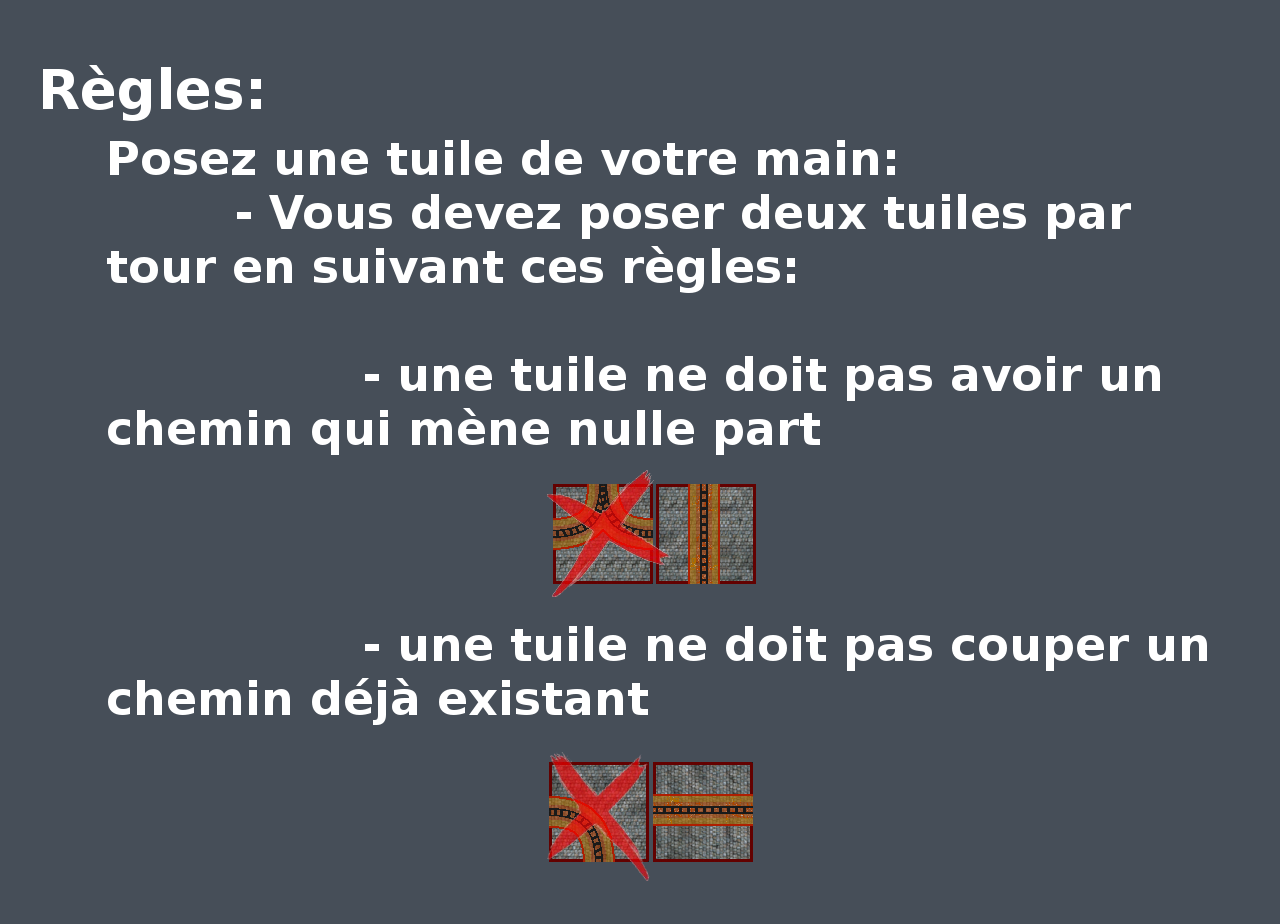 Règles:
Posez une tuile de votre main:
- Vous devez poser deux tuiles par
tour en suivant ces règles:
- une tuile ne doit pas avoir un
chemin qui mène nulle part
- une tuile ne doit pas couper un
chemin déjà existant